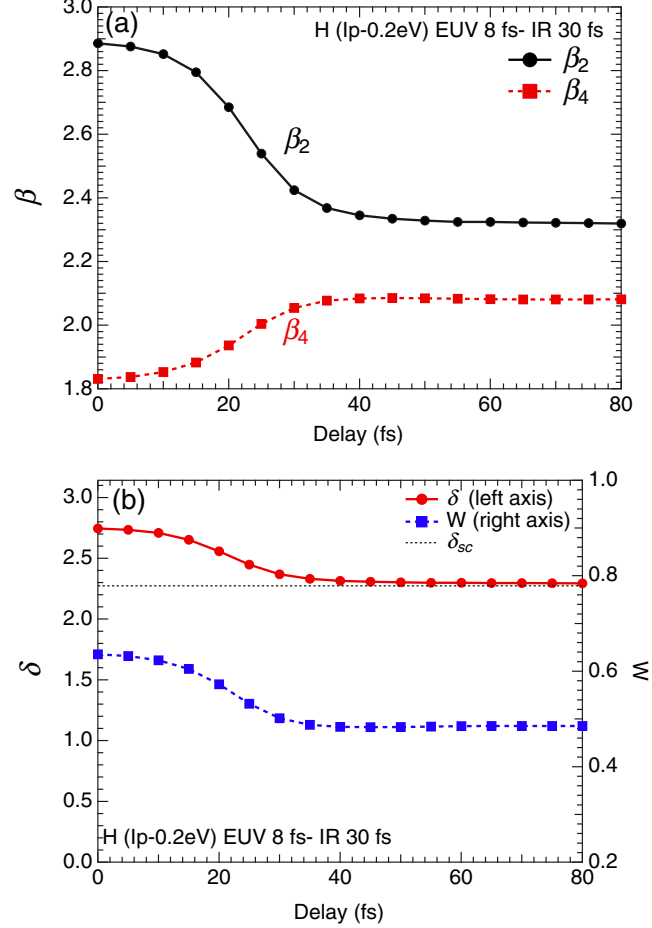 (a)
H (Ip-0.2eV) EUV 8 fs- IR 30 fs
β2
β4
3.0
2.8
2.6
2.4
2.2
2.0
1.8
β
β2
β4
0 20 40 60 80
Delay (fs)
(b)
δ (left axis)
W (right axis)
δsc
3.0
2.5
2.0
1.5
1.0
0.5
0.0
δ
1.0
0.8
0.6
0.4
0.2
W
H (Ip-0.2eV) EUV 8 fs- IR 30 fs
0 20 40 60 80
Delay (fs)